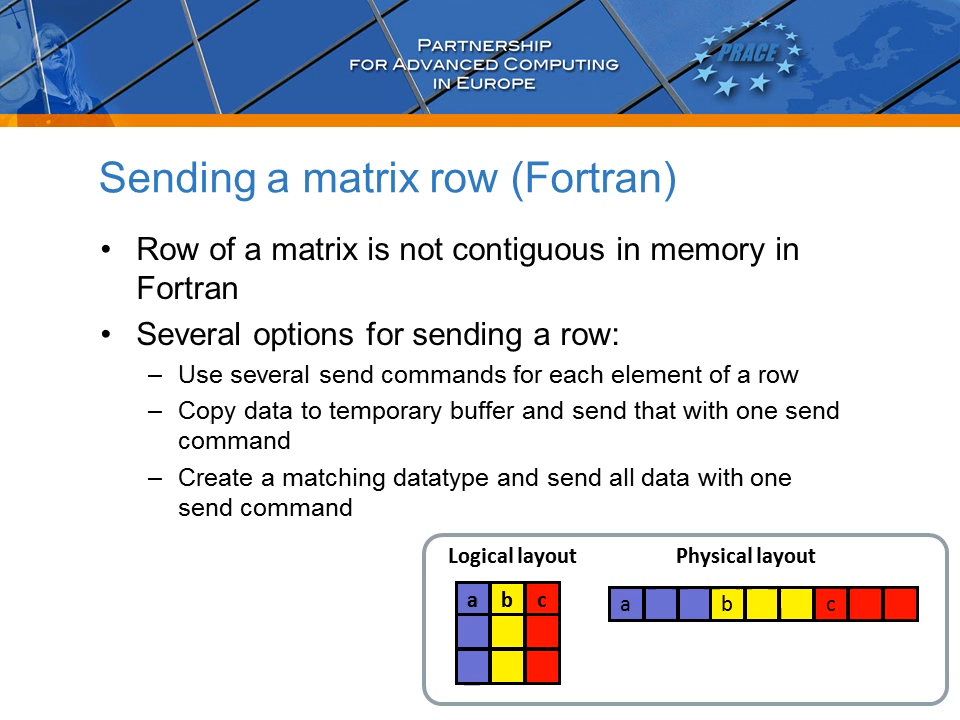 PARTNERSHIP
FOR ADVANCED COMPUTING
IN EUROPE
PRACE
Sending a matrix row (Fortran)
• Row of a matrix is not contiguous in memory in
Fortran
• Several options for sending a row:
– Use several send commands for each element of a row
– Copy data to temporary buffer and send that with one send
command
– Create a matching datatype and send all data with one
send command
Logical layout Physical layout
a b c
a b c